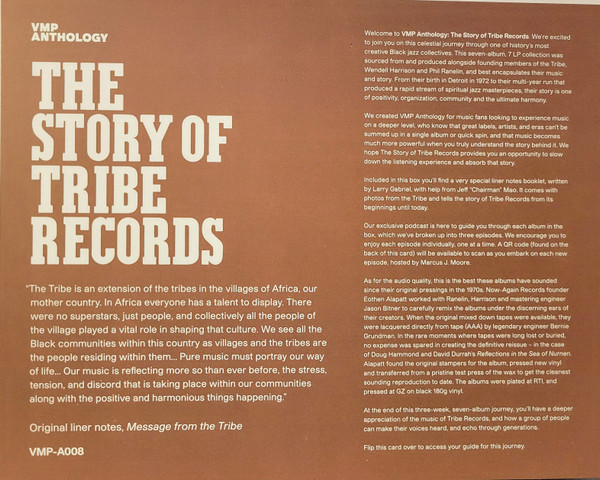 VMP
ANTHOLOGY
THE
STORY OF
TRIBE
RECORDS
"The Tribe is an extension of the tribes in the villages of Africa, our
mother country. In Africa everyone has a talent to display. There
were no superstars, just people, and collectively all the people of
the village played a vital role in shaping that culture. We see all the
Black communities within this country as villages and the tribes are
the people residing within them... Pure music must portray our way
of life... Our music is reflecting more so than ever before, the stress,
tension, and discord that is taking place within our communities
along with the positive and harmonious things happening."
Original liner notes, Message from the Tribe
VMP-A008
Welcome to VMP Anthology: The Story of Tribe Records. We're excited
to join you on this celestial journey through one of history's most
creative Black jazz collectives. This seven-album, 7 LP collection was
sourced from and produced alongside founding members of the Tribe,
Wendell Harrison and Phil Ranelin, and best encapsulates their music
and story. From their birth in Detroit in 1972 to their multi-year run that
produced a rapid stream of spiritual jazz masterpieces, their story is one
of positivity, organization, community and the ultimate harmony.
We created VMP Anthology for music fans looking to experience music
on a deeper level, who know that great labels, artists, and eras can't be
summed up in a single album or quick spin, and that music becomes
much more powerful when you truly understand the story behind it. We
hope The Story of Tribe Records provides you an opportunity to slow
down the listening experience and absorb that story.
Included in this box you'll find a very special liner notes booklet, written
by Larry Gabriel, with help from Jeff "Chairman" Mao. It comes with
photos from the Tribe and tells the story of Tribe Records from its
beginnings until today.
Our exclusive podcast is here to guide you through each album in the
box, which we've broken up into three episodes. We encourage you to
enjoy each episode individually, one at a time. A QR code (found on the
back of this card) will be available to scan as you embark on each new
episode, hosted by Marcus J. Moore.
As for the audio quality, this is the best these albums have sounded
since their original pressings in the 1970s. Now-Again Records founder
Eothen Alapatt worked with Ranelin, Harrison and mastering engineer
Jason Bitner to carefully remix the albums under the discerning ears of
their creators. When the original mixed down tapes were available, they
were lacquered directly from tape (AAA) by legendary engineer Bernie
Grundman. In the rare moments where tapes were long lost or buried,
no expense was spared in creating the definitive reissue – in the case
of Doug Hammond and David Durrah's Reflections in the Sea of Nurnen.
Alapatt found the original stampers for the album, pressed new vinyl
and transferred from a pristine test press of the wax to get the cleanest
sounding reproduction to date. The albums were plated at RTI, and
pressed at GZ on black 180g vinyl.
At the end of this three-week, seven-album journey, you'll have a deeper
appreciation of the music of Tribe Records, and how a group of people
can make their voices heard, and echo through generations.
Flip this card over to access your guide for this journey.